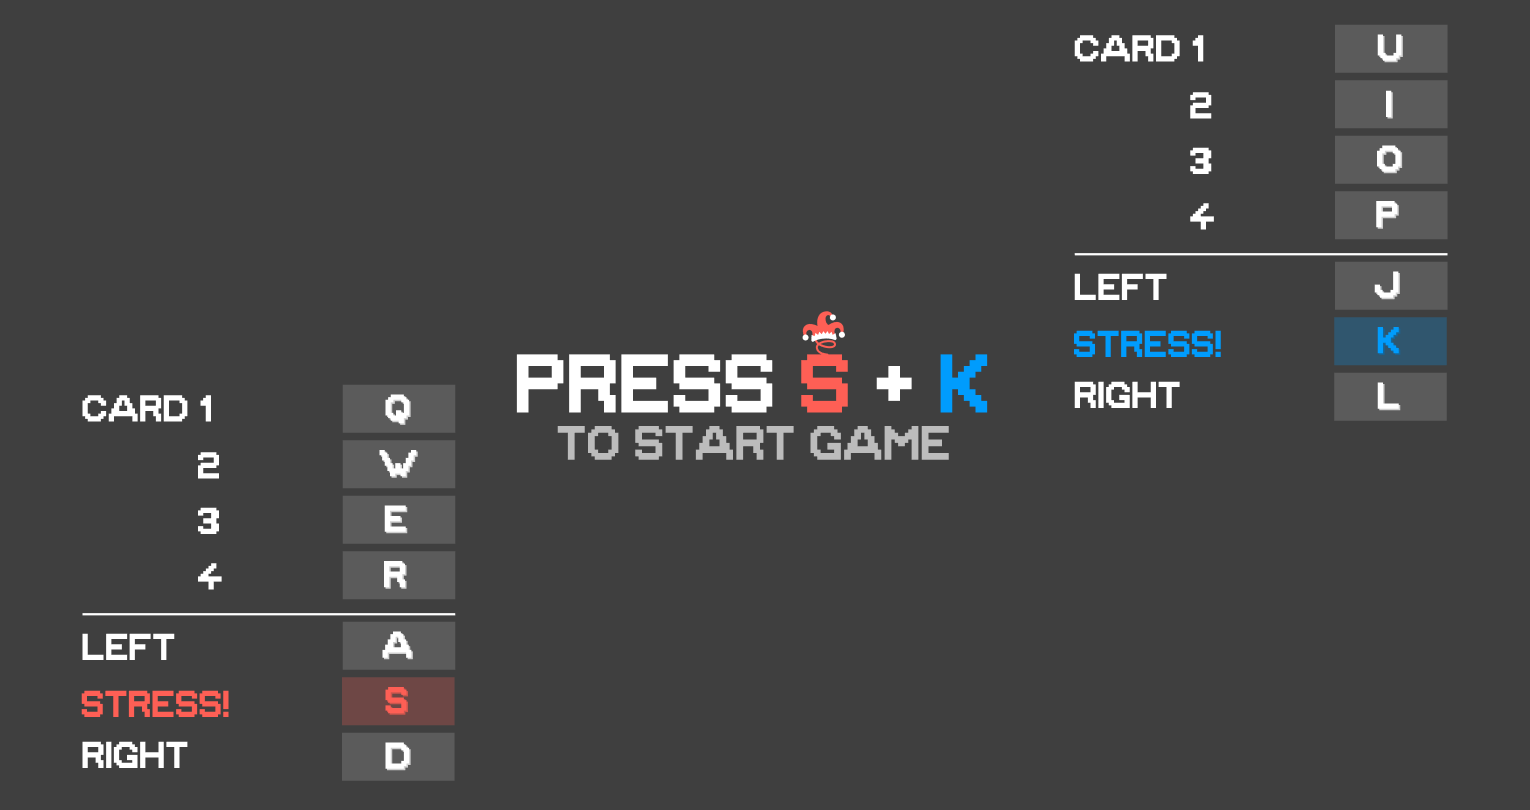 CARD 1 U
2 I
3 O
4 P
LEFT J
STRESS! K
RIGHT L
PRESS S + K
TO START GAME
CARD 1 Q
2 W
3 E
4 R
LEFT A
STRESS! S
RIGHT D